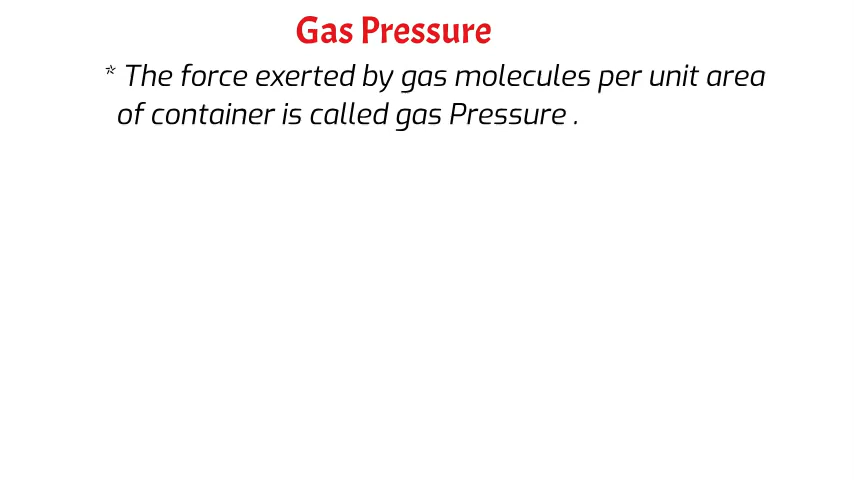 Gas Pressure
* The force exerted by gas molecules per unit area
of container is called gas Pressure .